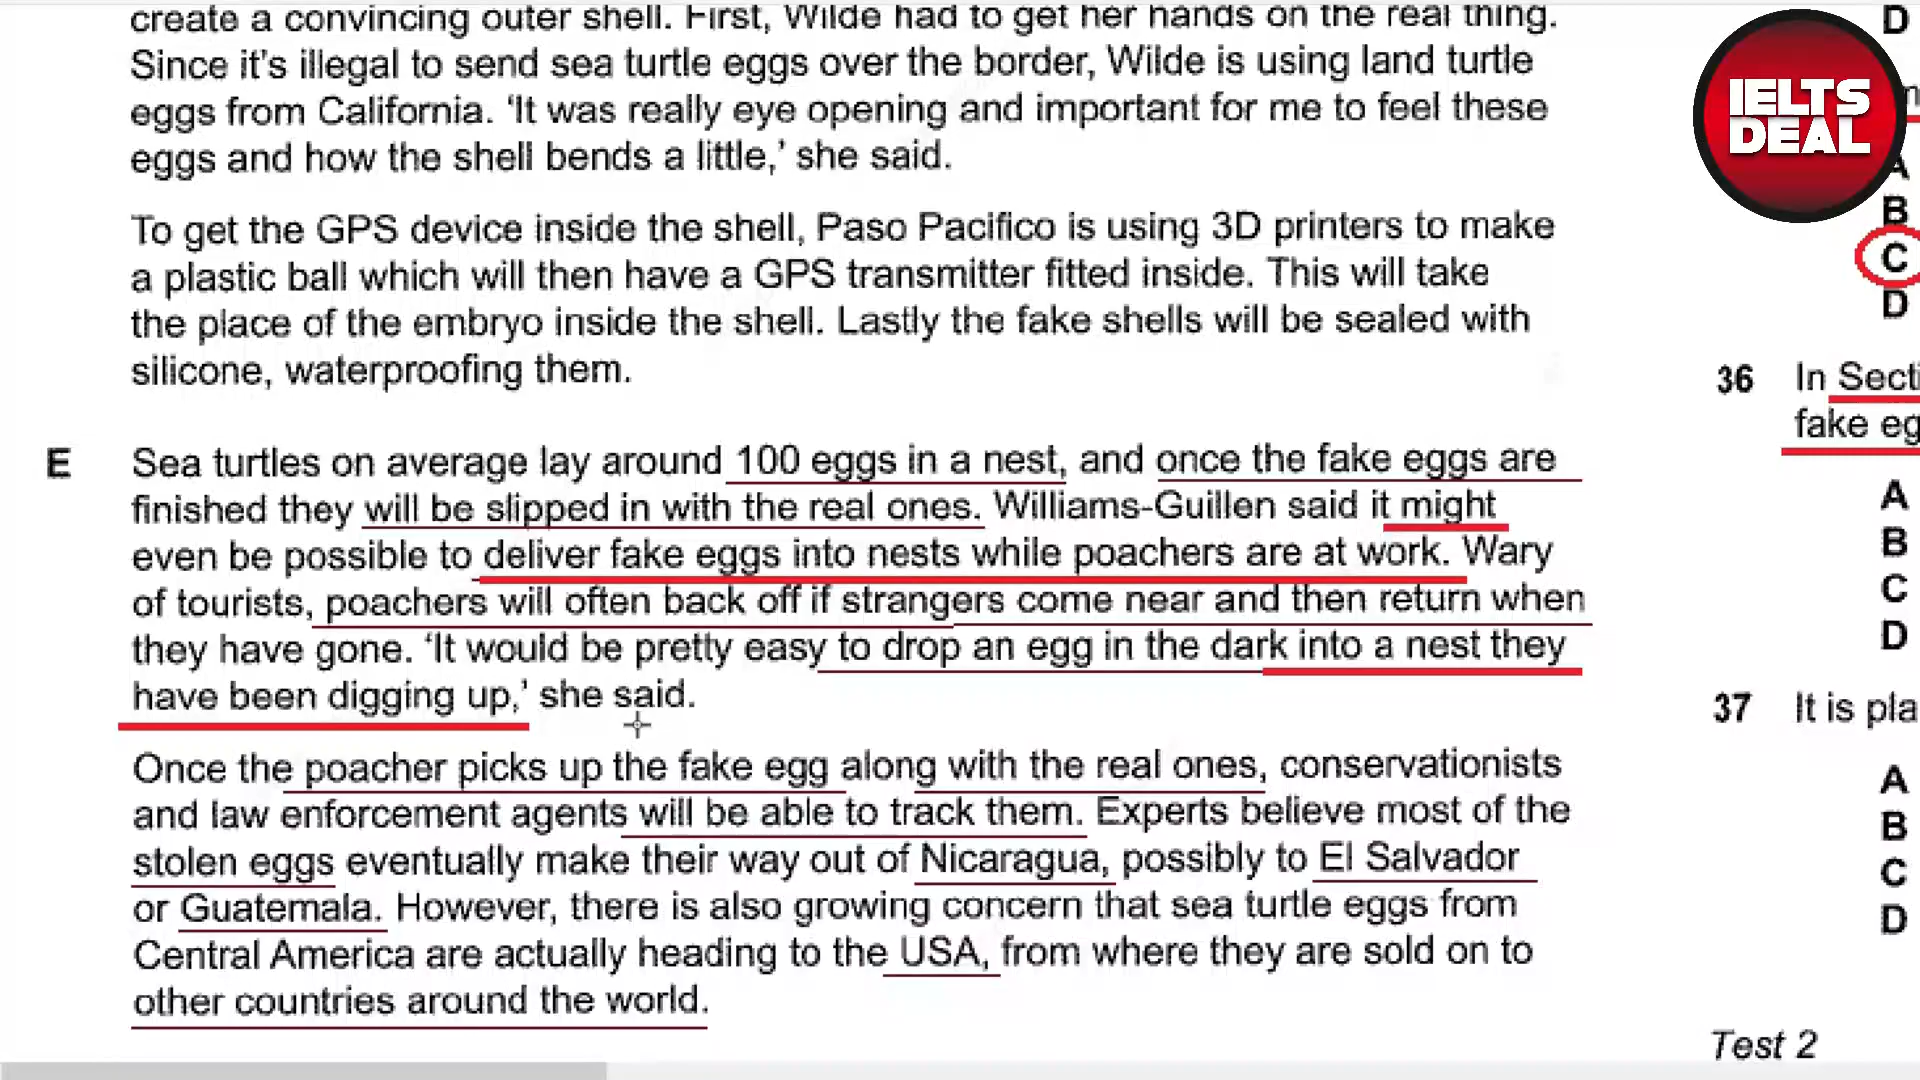 create a convincing outer shell. First, Wilde had to get her hands on the real thing.
Since it's illegal to send sea turtle eggs over the border, Wilde is using land turtle
eggs from California. ‘It was really eye opening and important for me to feel these
eggs and how the shell bends a little,’ she said.
To get the GPS device inside the shell, Paso Pacifico is using 3D printers to make
a plastic ball which will then have a GPS transmitter fitted inside. This will take
the place of the embryo inside the shell. Lastly the fake shells will be sealed with
silicone, waterproofing them.
E Sea turtles on average lay around 100 eggs in a nest, and once the fake eggs are
finished they will be slipped in with the real ones. Williams-Guillen said it might
even be possible to deliver fake eggs into nests while poachers are at work. Wary
of tourists, poachers will often back off if strangers come near and then return when
they have gone. ‘It would be pretty easy to drop an egg in the dark into a nest they
have been digging up,’ she said.
Once the poacher picks up the fake egg along with the real ones, conservationists
and law enforcement agents will be able to track them. Experts believe most of the
stolen eggs eventually make their way out of Nicaragua, possibly to El Salvador
or Guatemala. However, there is also growing concern that sea turtle eggs from
Central America are actually heading to the USA, from where they are sold on to
other countries around the world.
D
IELTS
DEAL
A
B
C
D
36 In
fake
A
B
C
D
37 It is
A
B
C
D
Test 2